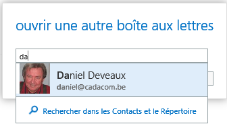 ouvrir une autre boîte aux lettres
da
Daniel Deveaux
daniel@cadacom.be
Rechercher dans les Contacts et le Répertoire